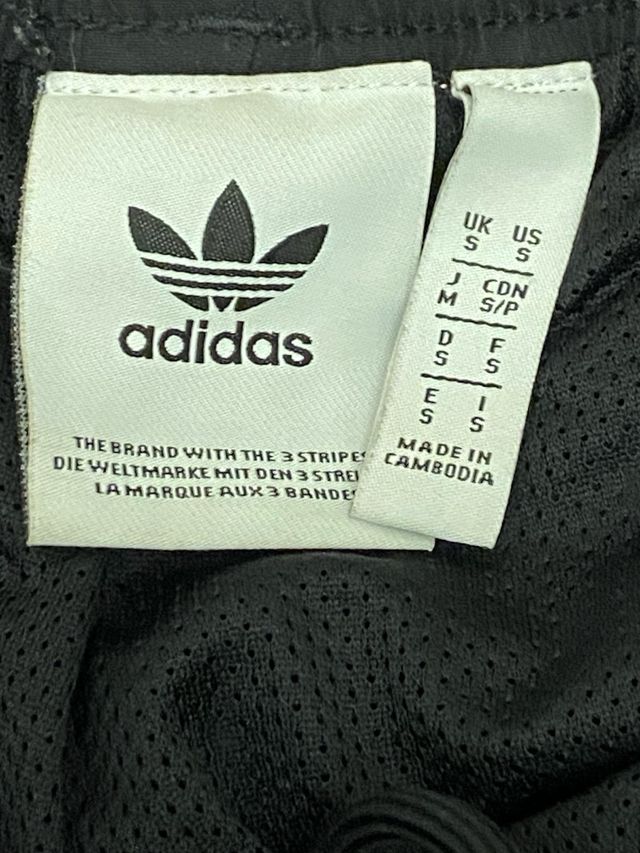 adidas
THE BRAND WITH THE 3 STRIPES
DIE WELTMARKE MIT DEN 3
LA MARQUE AUX 3 BANDES
UK US
S S
J CDN
M S/P
D F
S S
E I
S S
MADE IN
CAMBODIA